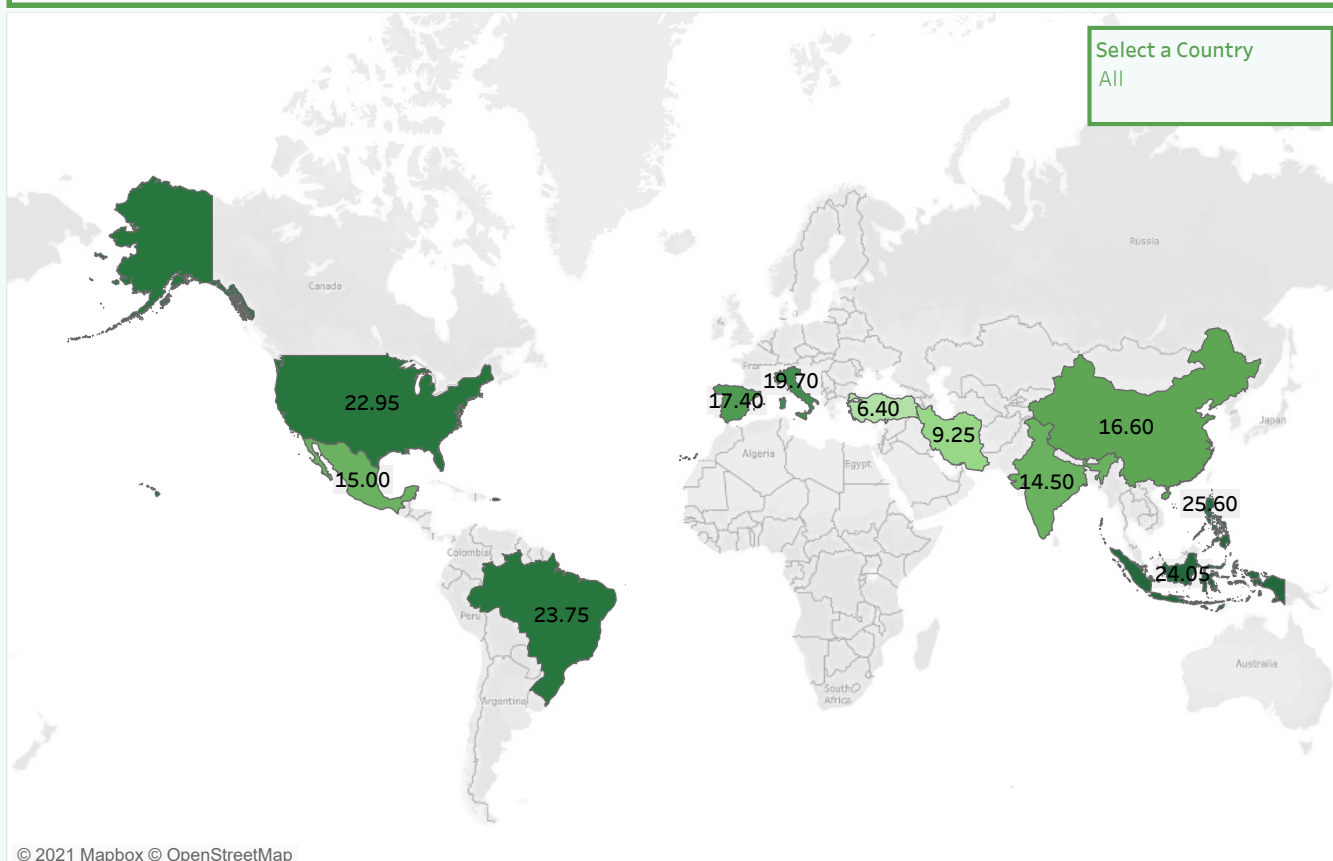 Select a Country
All
Russia
Canada
Fran
19.70
22.95
17.40
6.40
9.25
16.60
Japan
Algeria
Egypt
15.00
14.50
25.60
Colombia
24.05
23.75
Peru
Australia
South
Africa
Argentina
© 2021 Mapbox © OpenStreetMap